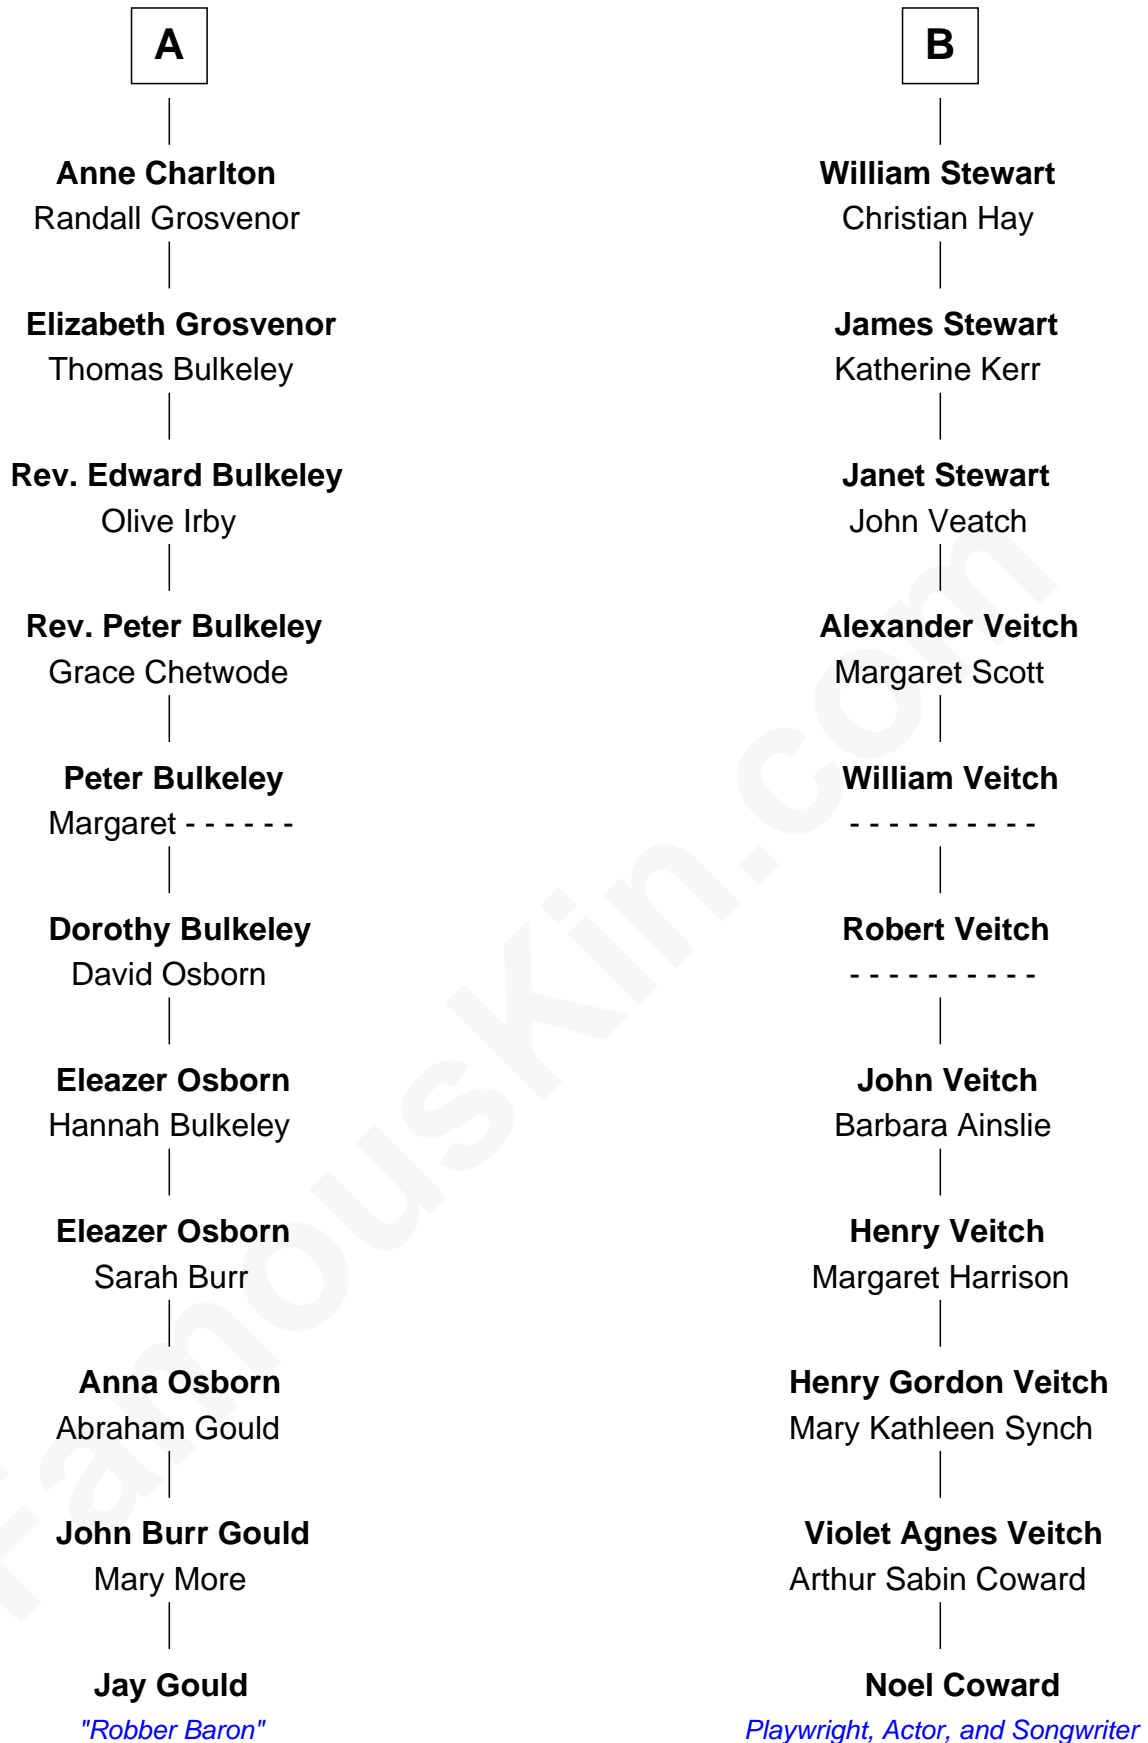 A
Anne Charlton
Randall Grosvenor
Elizabeth Grosvenor
Thomas Bulkeley
Rev. Edward Bulkeley
Olive Irby
Rev. Peter Bulkeley
Grace Chetwode
Peter Bulkeley
Margaret - - - - - -
Dorothy Bulkeley
David Osborn
Eleazer Osborn
Hannah Bulkeley
Eleazer Osborn
Sarah Burr
Anna Osborn
Abraham Gould
John Burr Gould
Mary More
Jay Gould
"Robber Baron"
B
William Stewart
Christian Hay
James Stewart
Katherine Kerr
Janet Stewart
John Veatch
Alexander Veitch
Margaret Scott
William Veitch
- - - - - - - - - -
Robert Veitch
- - - - - - - - - -
John Veitch
Barbara Ainslie
Henry Veitch
Margaret Harrison
Henry Gordon Veitch
Mary Kathleen Synch
Violet Agnes Veitch
Arthur Sabin Coward
Noel Coward
Playwright, Actor, and Songwriter
FamousKin.com